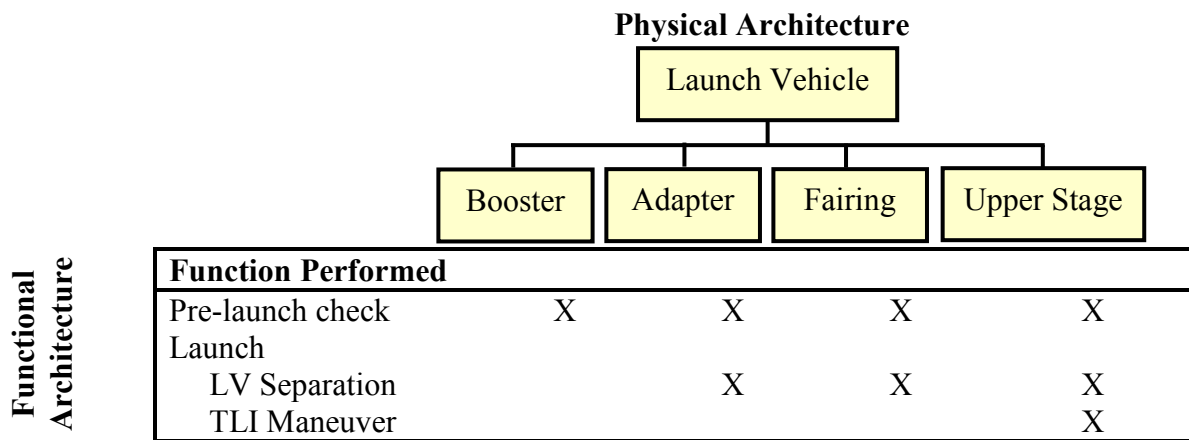 Physical Architecture
Launch Vehicle
Booster Adapter Fairing Upper Stage
Functional
Architecture
Function Performed
Pre-launch check X X X X
Launch
LV Separation X X X
TLI Maneuver X